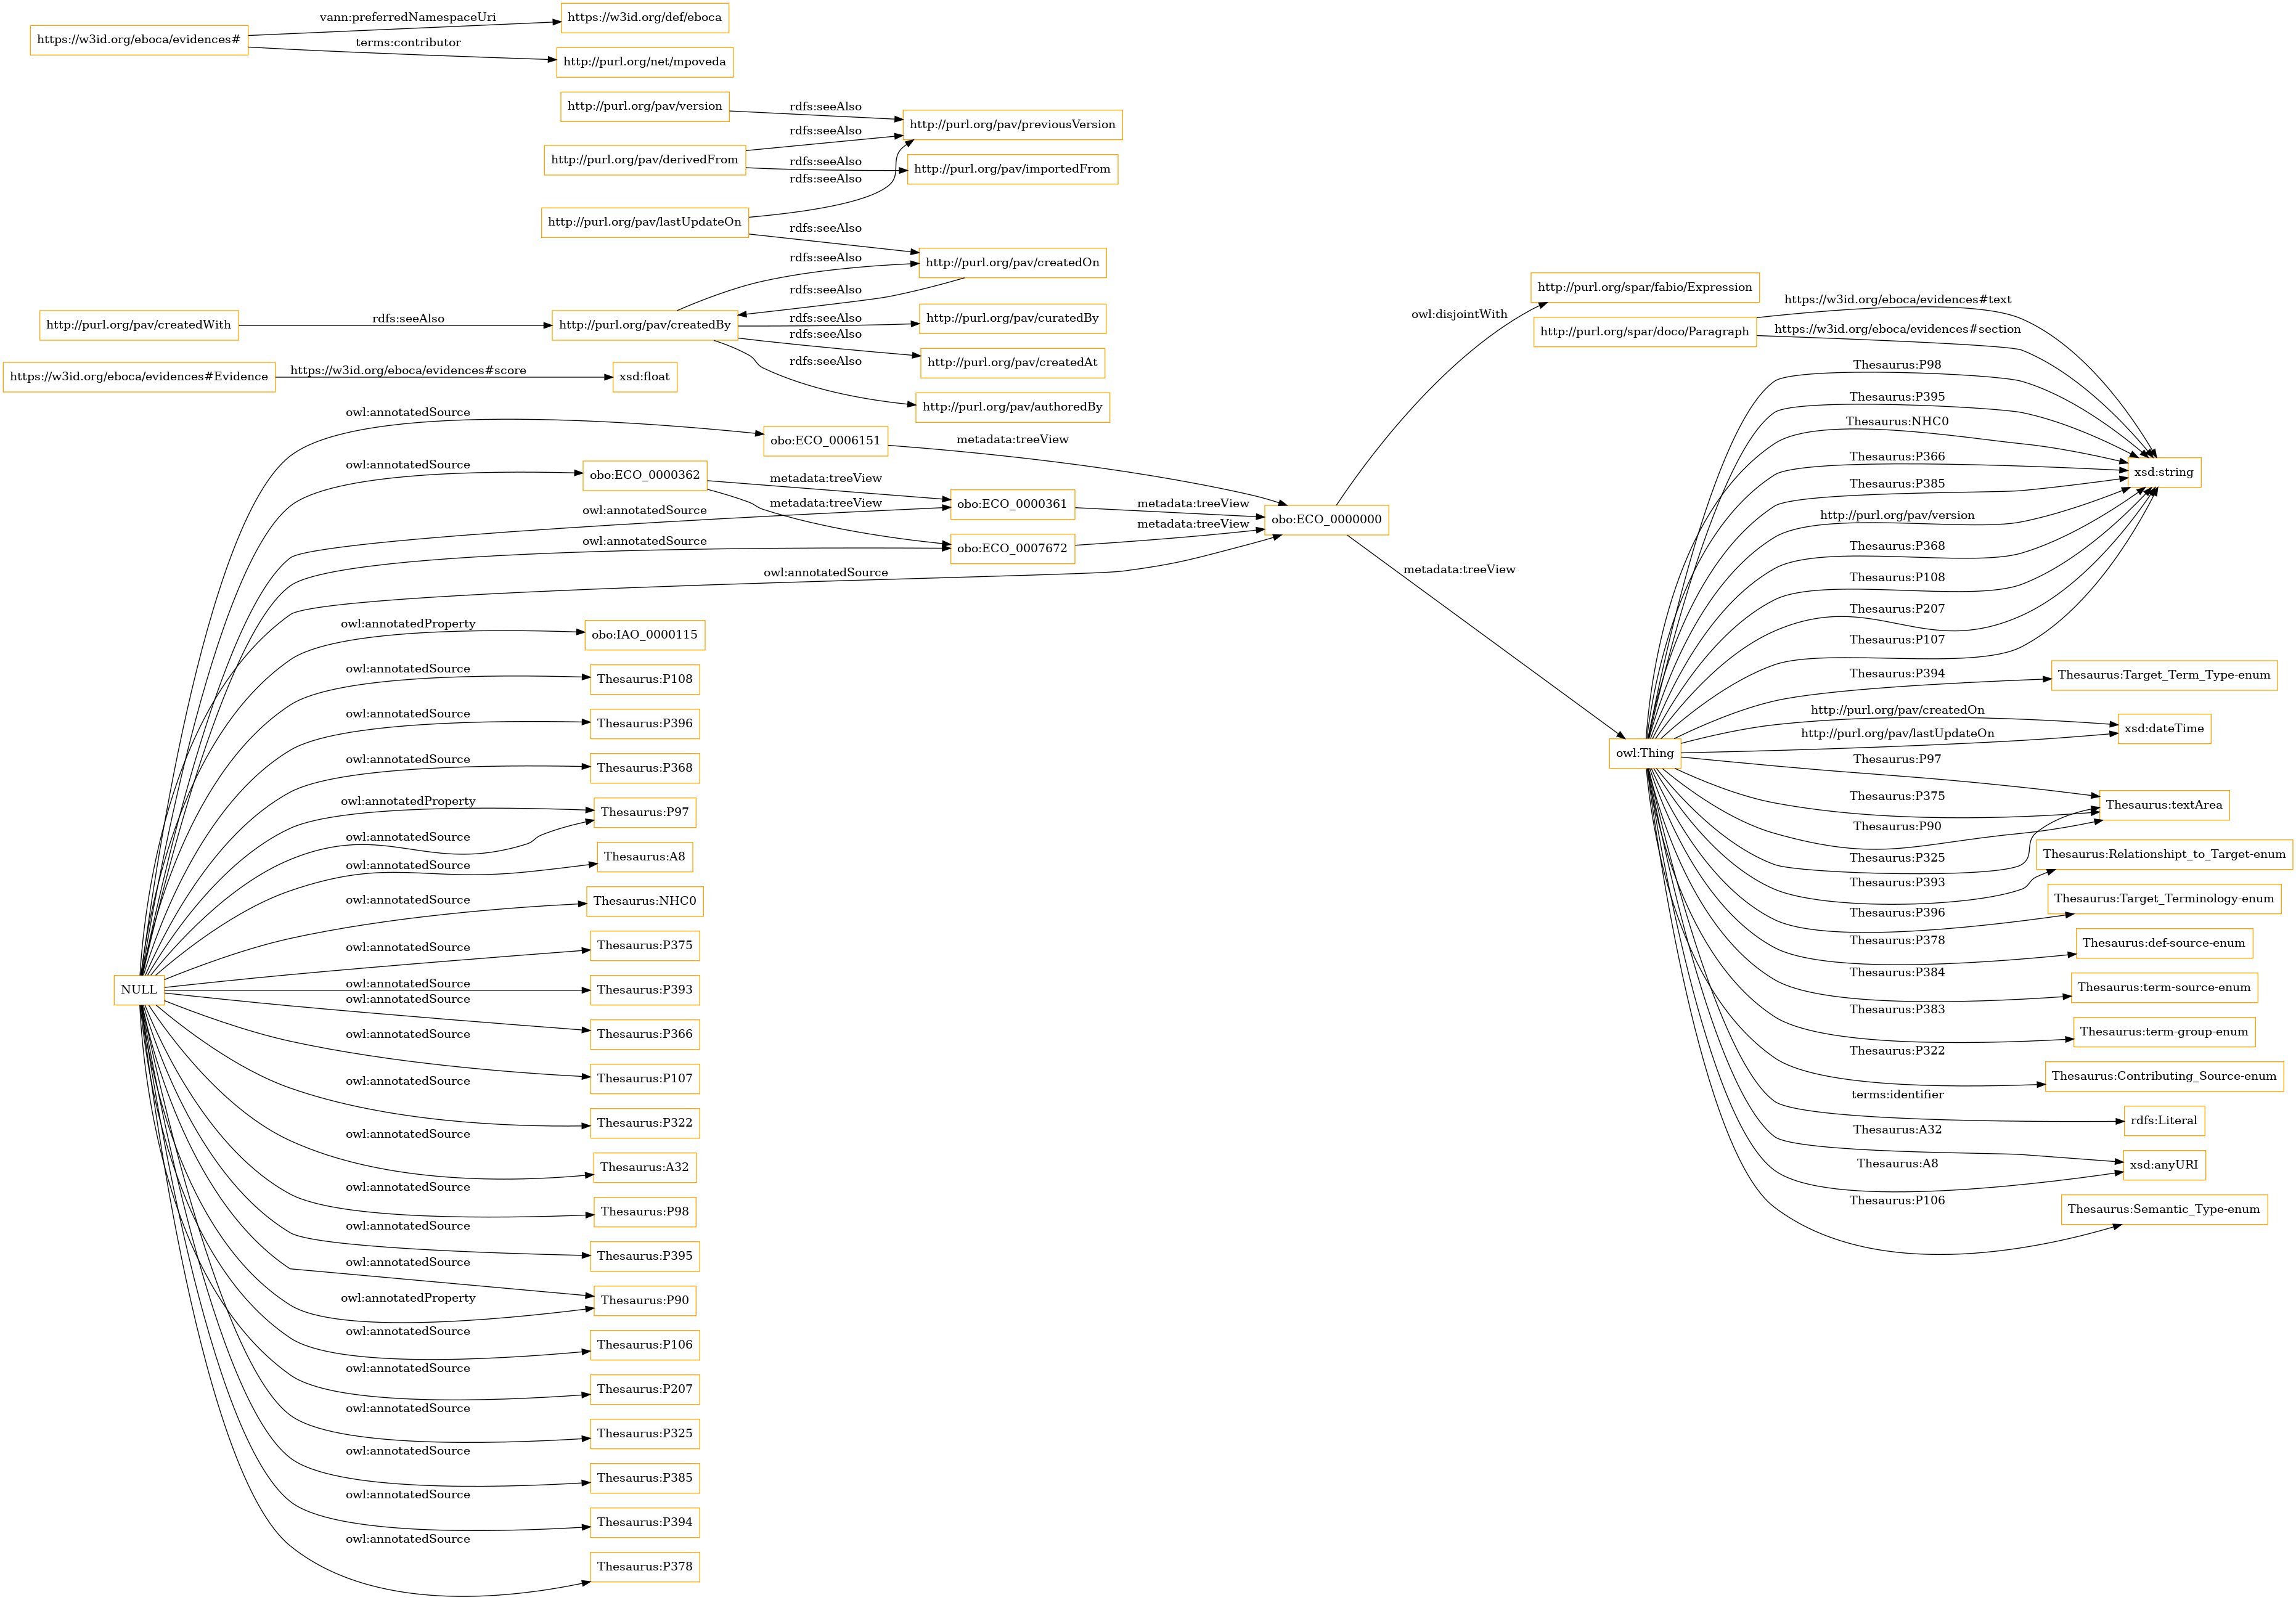 vann:preferredNamespaceUri
https://w3id.org/def/eboca
https://w3id.org/eboca/evidences#
terms:contributor
http://purl.org/net/mpoveda
http://purl.org/pav/version
rdfs:seeAlso
http://purl.org/pav/previousVersion
rdfs:seeAlso
http://purl.org/pav/derivedFrom
rdfs:seeAlso
http://purl.org/pav/importedFrom
rdfs:seeAlso
http://purl.org/pav/lastUpdateOn
rdfs:seeAlso
rdfs:seeAlso
http://purl.org/pav/createdOn
rdfs:seeAlso
http://purl.org/pav/createdWith
rdfs:seeAlso
http://purl.org/pav/createdBy
rdfs:seeAlso
http://purl.org/pav/curatedBy
rdfs:seeAlso
http://purl.org/pav/createdAt
rdfs:seeAlso
http://purl.org/pav/authoredBy
https://w3id.org/eboca/evidences#Evidence
https://w3id.org/eboca/evidences#score
xsd:float
owl:annotatedSource
obo:ECO_0006151
metadata:treeView
owl:annotatedSource
obo:ECO_0000362
metadata:treeView
metadata:treeView
owl:annotatedSource
obo:ECO_0000361
metadata:treeView
owl:annotatedSource
obo:ECO_0007672
metadata:treeView
owl:annotatedSource
obo:ECO_0000000
owl:disjointWith
http://purl.org/spar/fabio/Expression
metadata:treeView
owl:annotatedProperty
obo:IAO_0000115
owl:annotatedSource
Thesaurus:P108
owl:annotatedSource
Thesaurus:P396
owl:annotatedSource
Thesaurus:P368
owl:annotatedProperty
Thesaurus:P97
owl:annotatedSource
owl:annotatedSource
Thesaurus:A8
owl:annotatedSource
Thesaurus:NHC0
owl:annotatedSource
Thesaurus:P375
NULL
owl:annotatedSource
Thesaurus:P393
owl:annotatedSource
Thesaurus:P366
owl:annotatedSource
Thesaurus:P107
owl:annotatedSource
Thesaurus:P322
owl:annotatedSource
Thesaurus:A32
owl:annotatedSource
Thesaurus:P98
owl:annotatedSource
Thesaurus:P395
owl:annotatedSource
owl:annotatedProperty
Thesaurus:P90
owl:annotatedSource
Thesaurus:P106
owl:annotatedSource
Thesaurus:P207
owl:annotatedSource
Thesaurus:P325
owl:annotatedSource
Thesaurus:P385
owl:annotatedSource
Thesaurus:P394
owl:annotatedSource
Thesaurus:P378
http://purl.org/spar/doco/Paragraph
https://w3id.org/eboca/evidences#text
https://w3id.org/eboca/evidences#section
Thesaurus:P98
Thesaurus:P395
Thesaurus:NHC0
Thesaurus:P366
xsd:string
Thesaurus:P385
http://purl.org/pav/version
Thesaurus:P368
Thesaurus:P108
Thesaurus:P207
Thesaurus:P107
Thesaurus:P394
Thesaurus:Target_Term_Type-enum
http://purl.org/pav/createdOn
xsd:dateTime
http://purl.org/pav/lastUpdateOn
owl:Thing
Thesaurus:P97
Thesaurus:P375
Thesaurus:textArea
Thesaurus:P90
Thesaurus:P325
Thesaurus:Relationshipt_to_Target-enum
Thesaurus:P393
Thesaurus:Target_Terminology-enum
Thesaurus:P396
Thesaurus:P378
Thesaurus:def-source-enum
Thesaurus:P384
Thesaurus:term-source-enum
Thesaurus:P383
Thesaurus:term-group-enum
Thesaurus:P322
Thesaurus:Contributing_Source-enum
terms:identifier
rdfs:Literal
Thesaurus:A32
xsd:anyURI
Thesaurus:A8
Thesaurus:P106
Thesaurus:Semantic_Type-enum